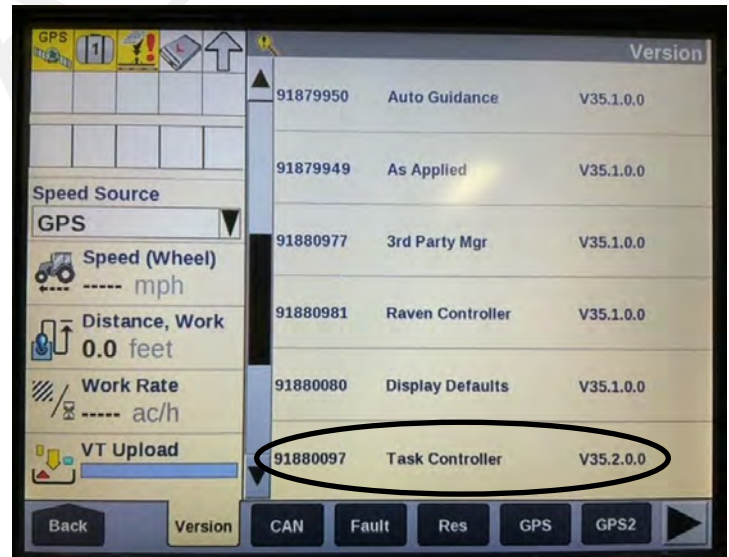 GPS
1
L
Version
91879950 Auto Guidance V35.1.0.0
91879949 As Applied V35.1.0.0
91880977 3rd Party Mgr V35.1.0.0
91880981 Raven Controller V35.1.0.0
91880080 Display Defaults V35.1.0.0
91880097 Task Controller V35.2.0.0
Speed Source
GPS
Speed (Wheel)
----- mph
Distance, Work
0.0 feet
Work Rate
----- ac/h
VT Upload
Back Version CAN Fault Res GPS GPS2